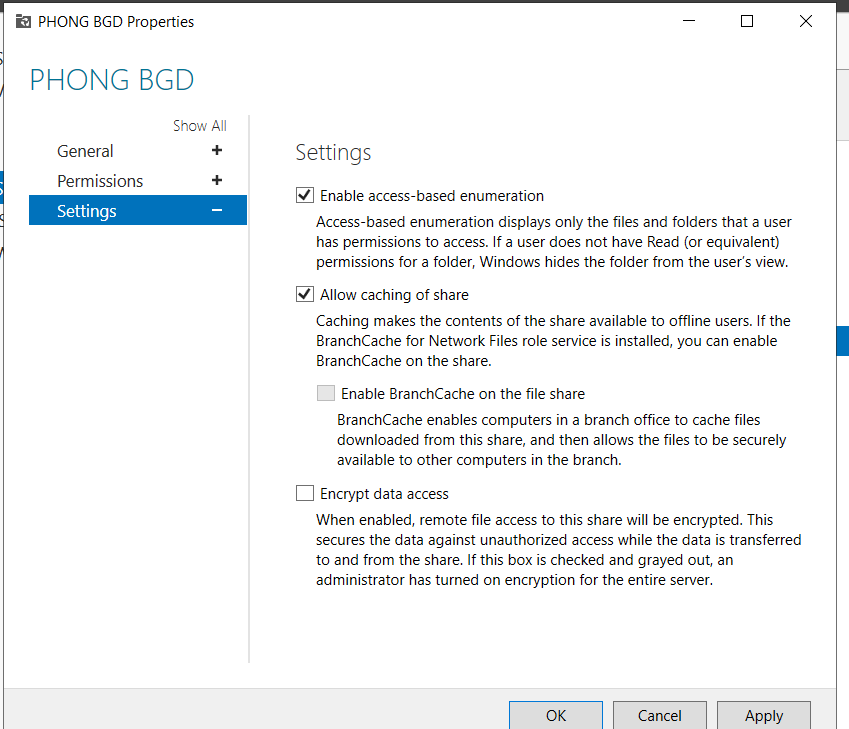 PHONG BGD Properties
PHONG BGD
Show All
General
Permissions
Settings
Settings
Enable access-based enumeration
Access-based enumeration displays only the files and folders that a user
has permissions to access. If a user does not have Read (or equivalent)
permissions for a folder, Windows hides the folder from the user's view.
Allow caching of share
Caching makes the contents of the share available to offline users. If the
BranchCache for Network Files role service is installed, you can enable
BranchCache on the share.
Enable BranchCache on the file share
BranchCache enables computers in a branch office to cache files
downloaded from this share, and then allows the files to be securely
available to other computers in the branch.
Encrypt data access
When enabled, remote file access to this share will be encrypted. This
secures the data against unauthorized access while the data is transferred
to and from the share. If this box is checked and grayed out, an
administrator has turned on encryption for the entire server.
OK
Cancel
Apply